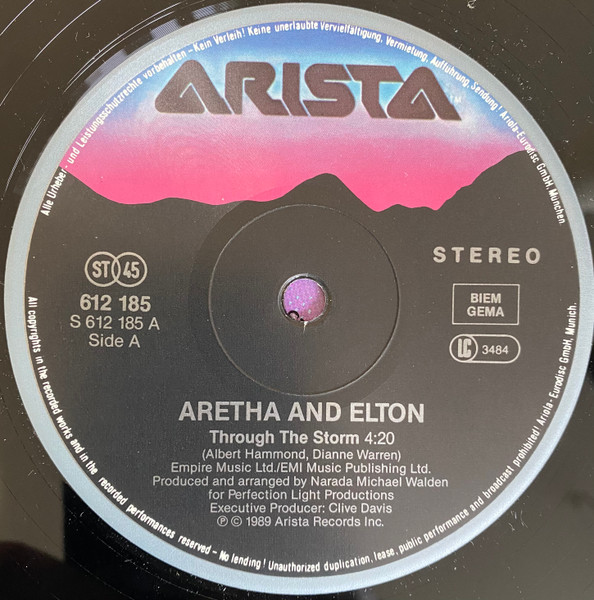 Alle Urheber- und Leistungsschutzrechte vorbehalten – Kein Verleih! Keine unerlaubte Vervielfältigung, Vermietung, Aufführung, Sendung! Ariola-Eurodisc GmbH, München
ARISTA
STEREO
ST 45
612 185
S 612 185 A
Side A
BIEM
GEMA
LC 3484
ARETHA AND ELTON
Through The Storm 4:20
(Albert Hammond, Dianne Warren)
Empire Music Ltd./EMI Music Publishing Ltd.
Produced and arranged by Narada Michael Walden
for Perfection Light Productions
Executive Producer: Clive Davis
℗ © 1989 Arista Records Inc.
All copyrights in the recorded works and in the recorded performances reserved – No lending! Unauthorized duplication, lease, public performance and broadcast prohibited! Ariola-Eurodisc GmbH, Munich.